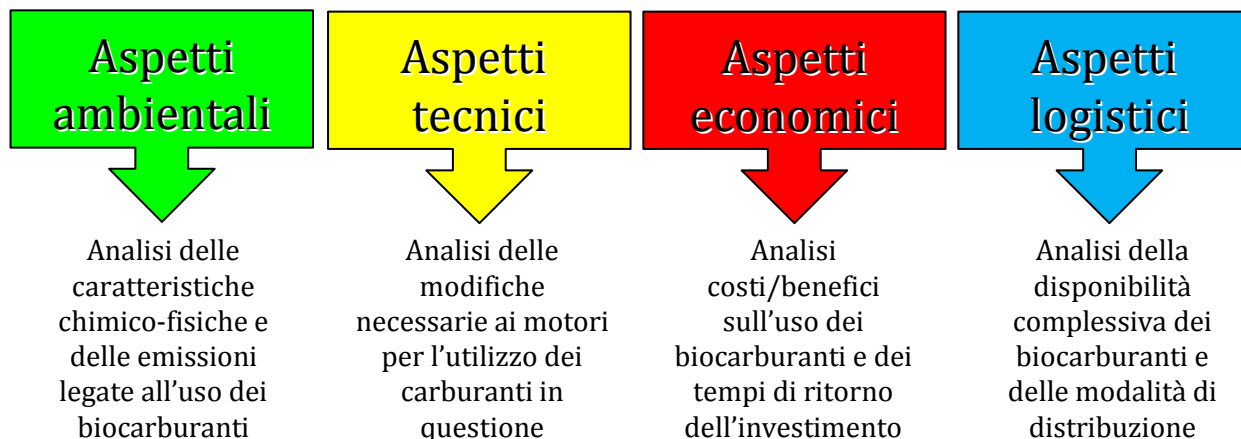 Aspetti
ambientali
Analisi delle
caratteristiche
chimico-fisiche e
delle emissioni
legate all’uso dei
biocarburanti
Aspetti
tecnici
Analisi delle
modifiche
necessarie ai motori
per l’utilizzo dei
carburanti in
questione
Aspetti
economici
Analisi
costi/benefici
sull’uso dei
biocarburanti e dei
tempi di ritorno
dell’investimento
Aspetti
logistici
Analisi della
disponibilità
complessiva dei
biocarburanti e
delle modalità di
distribuzione